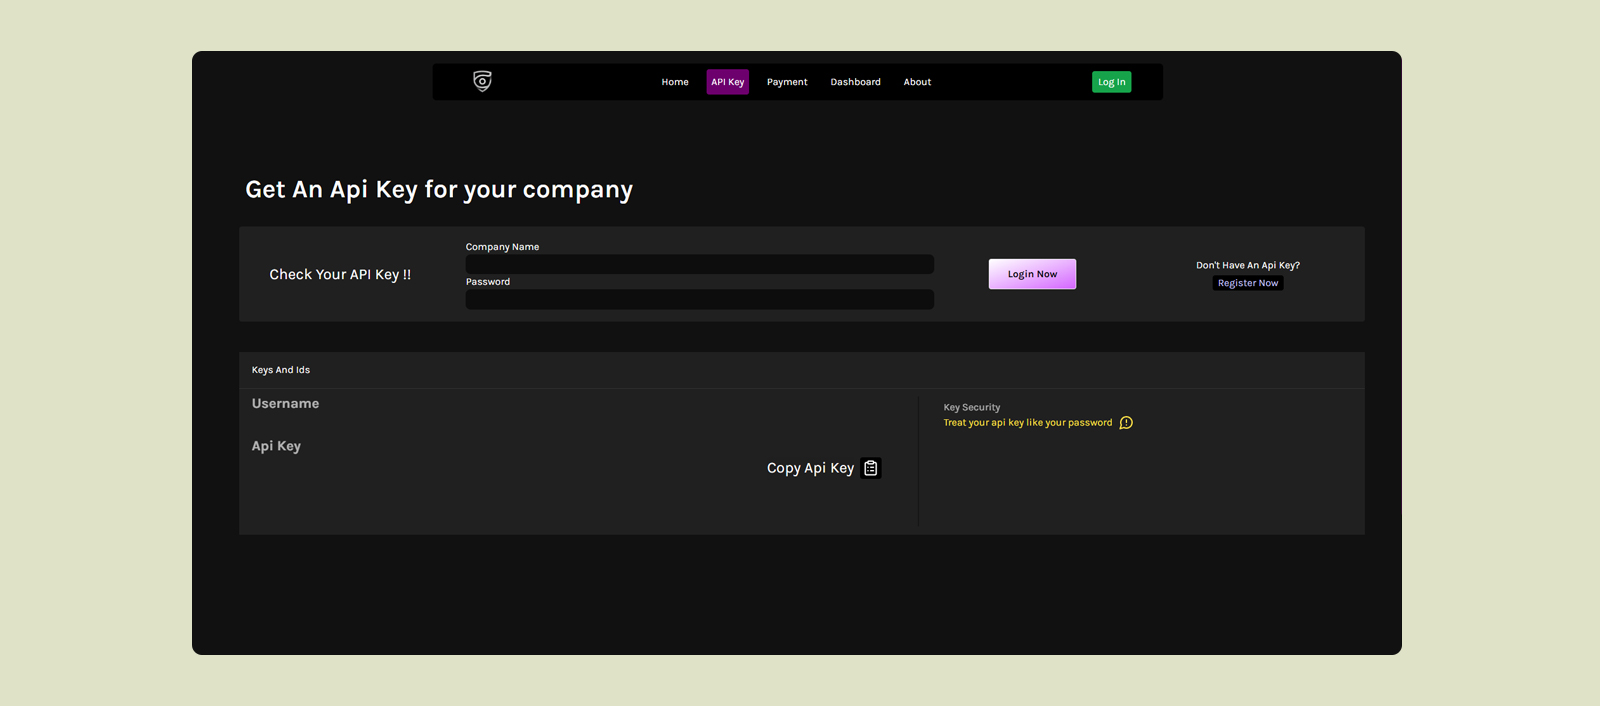 Home API Key Payment Dashboard About Log In
Get An Api Key for your company
Check Your API Key !!
Company Name
Password
Login Now
Don't Have An Api Key?
Register Now
Keys And Ids
Username
Api Key
Copy Api Key
Key Security
Treat your api key like your password